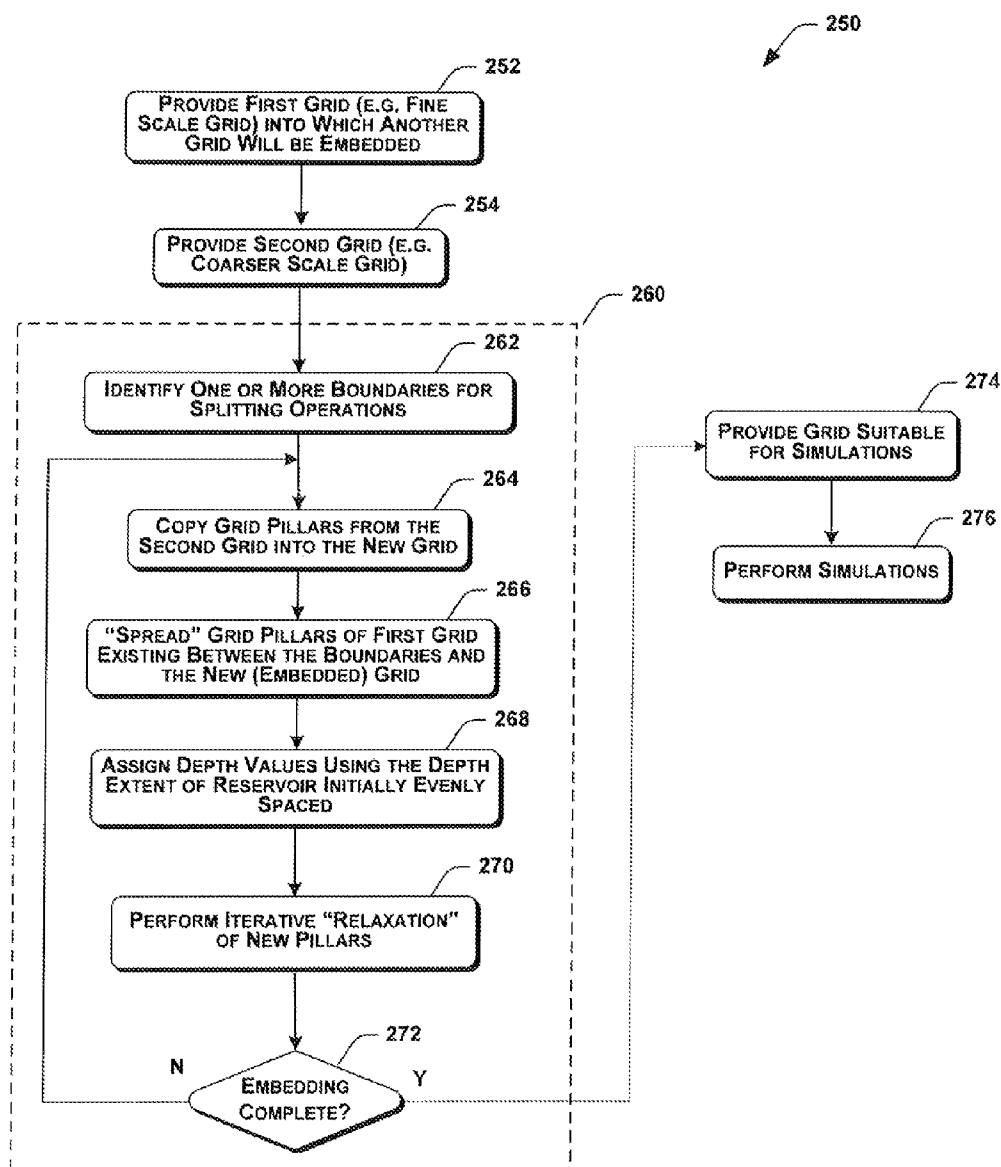 250
252
PROVIDE FIRST GRID (E.G. FINE
SCALE GRID) INTO WHICH ANOTHER
GRID WILL BE EMBEDDED
254
PROVIDE SECOND GRID (E.G.
COARSER SCALE GRID)
260
262
IDENTIFY ONE OR MORE BOUNDARIES FOR
SPLITTING OPERATIONS
264
COPY GRID PILLARS FROM THE
SECOND GRID INTO THE NEW GRID
266
“SPREAD” GRID PILLARS OF FIRST GRID
EXISTING BETWEEN THE BOUNDARIES AND
THE NEW (EMBEDDED) GRID
268
ASSIGN DEPTH VALUES USING THE DEPTH
EXTENT OF RESERVOIR INITIALLY EVENLY
SPACED
270
PERFORM ITERATIVE “RELAXATION”
OF NEW PILLARS
272
N
EMBEDDING
COMPLETE?
Y
274
PROVIDE GRID SUITABLE
FOR SIMULATIONS
276
PERFORM SIMULATIONS